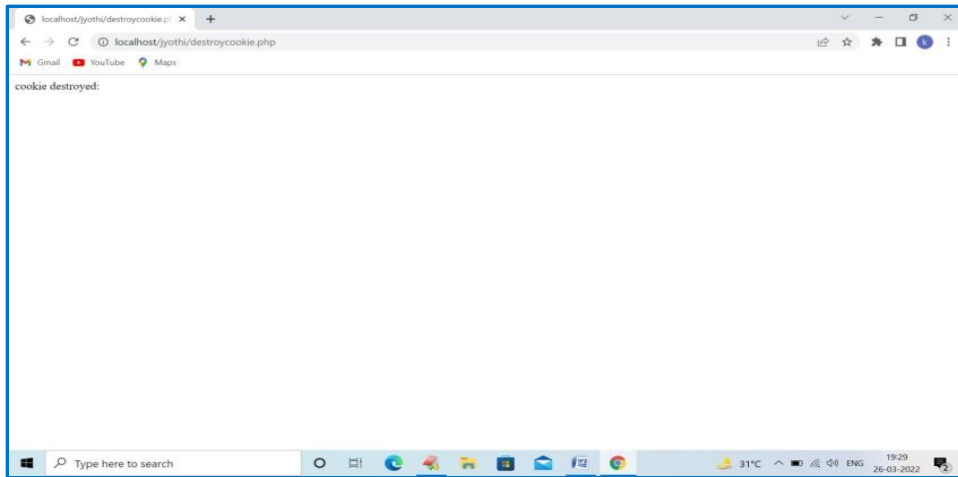 localhost/jyothi/destroycookie.p
localhost/jyothi/destroycookie.php
Gmail YouTube Maps
cookie destroyed:
Type here to search
31°C ENG
19:29
26-03-2022
2